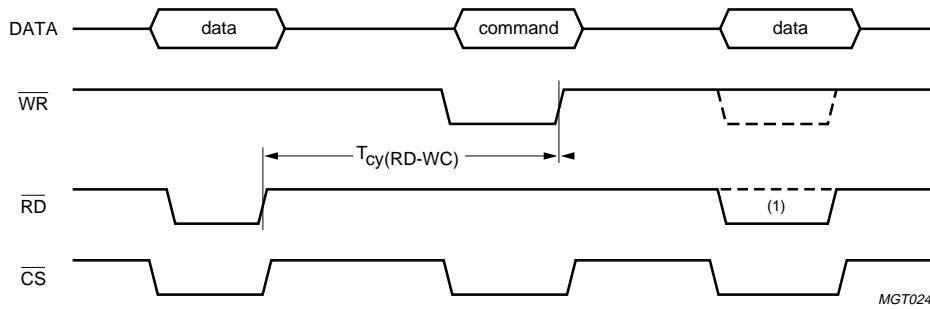 DATA data command data
WR
Tcy(RD-WC)
RD (1)
CS
MGT024